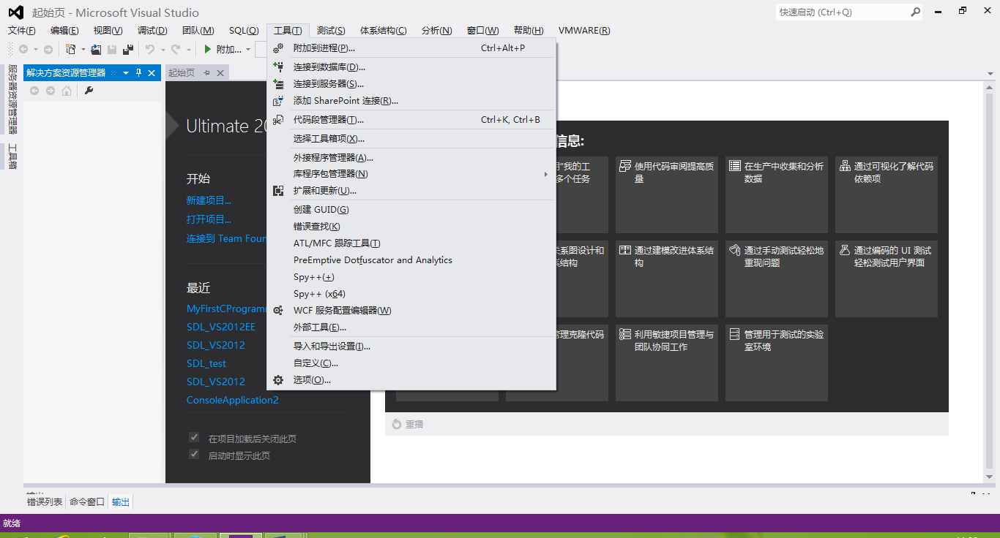 起始页 - Microsoft Visual Studio
快速启动 (Ctrl+Q)
文件(F) 编辑(E) 视图(V) 调试(D) 团队(M) SQL(Q) 工具(T) 测试(S) 体系结构(C) 分析(N) 窗口(W) 帮助(H) VMWARE(R)
附加...
服务器资源管理器
工具箱
解决方案资源管理器
起始页
附加到进程(P)... Ctrl+Alt+P
连接到数据库(D)...
连接到服务器(S)...
添加 SharePoint 连接(R)...
代码段管理器(T)... Ctrl+K, Ctrl+B
选择工具箱项(X)...
外接程序管理器(A)...
库程序包管理器(N)
扩展和更新(U)...
创建 GUID(G)
错误查找(K)
ATL/MFC 跟踪工具(T)
PreEmptive Dotfuscator and Analytics
Spy++(+)
Spy++ (x64)
WCF 服务配置编辑器(W)
外部工具(E)...
导入和导出设置(I)...
自定义(C)...
选项(O)...
Ultimate 20
开始
新建项目...
打开项目...
连接到 Team Foun
最近
MyFirstCProgram
SDL_VS2012EE
SDL_VS2012
SDL_test
SDL_VS2012
ConsoleApplication2
在项目加载后关闭此页
启动时显示此页
信息:
用"我的工
多个任务
使用代码审阅提高质
量
在生产中收集和分析
数据
通过可视化了解代码
依赖项
关系图设计和
结构
通过建模改进体系结
构
通过手动测试轻松地
重现问题
通过编码的 UI 测试
轻松测试用户界面
管理克隆代码
利用敏捷项目管理与
团队协同工作
管理用于测试的实验
室环境
重播
错误列表 命令窗口 输出
就绪